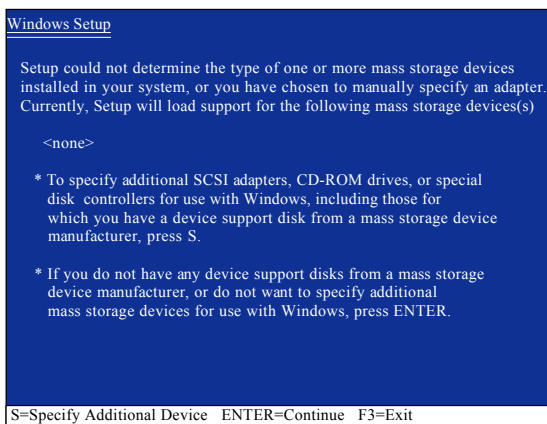 Windows Setup
Setup could not determine the type of one or more mass storage devices
installed in your system, or you have chosen to manually specify an adapter.
Currently, Setup will load support for the following mass storage devices(s)
<none>
* To specify additional SCSI adapters, CD-ROM drives, or special
disk controllers for use with Windows, including those for
which you have a device support disk from a mass storage device
manufacturer, press S.
* If you do not have any device support disks from a mass storage
device manufacturer, or do not want to specify additional
mass storage devices for use with Windows, press ENTER.
S=Specify Additional Device ENTER=Continue F3=Exit